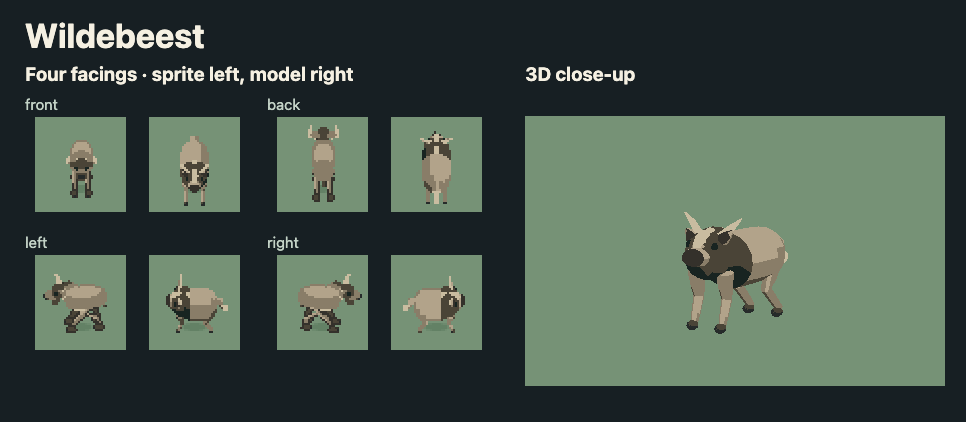 Wildebeest
Four facings · sprite left, model right
3D close-up
front
back
left
right